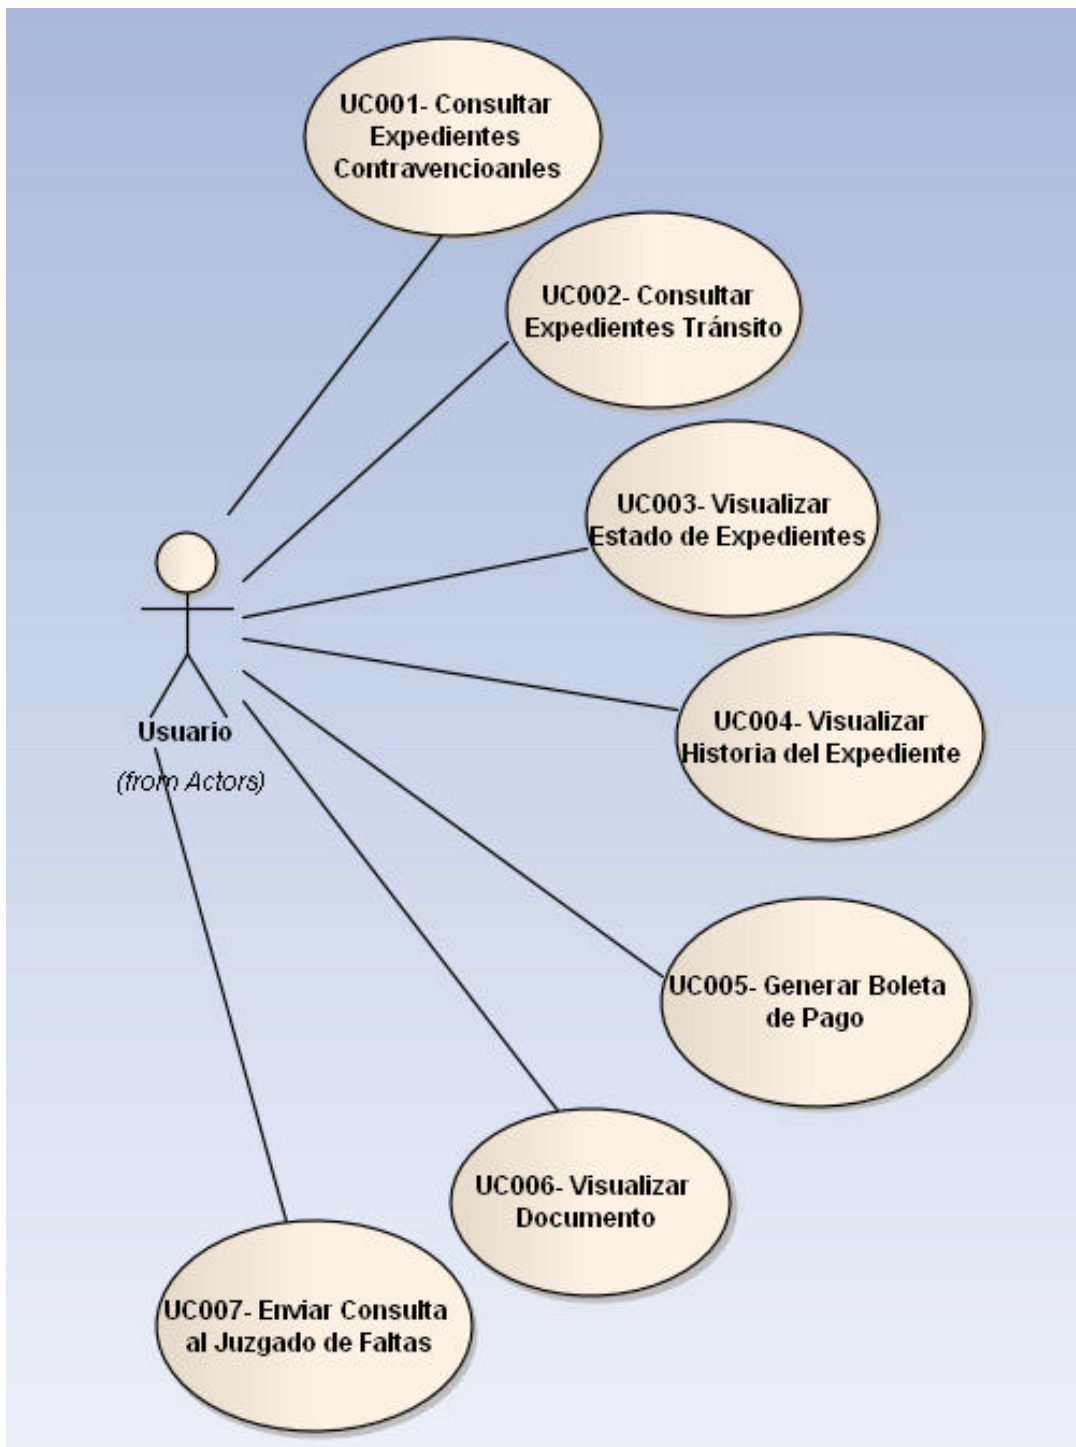 UC001- Consultar
Expedientes
Contravencioanles
UC002- Consultar
Expedientes Tránsito
UC003- Visualizar
Estado de Expedientes
UC004- Visualizar
Historia del Expediente
Usuario
(from Actors)
UC005- Generar Boleta
de Pago
UC006- Visualizar
Documento
UC007- Enviar Consulta
al Juzgado de Faltas